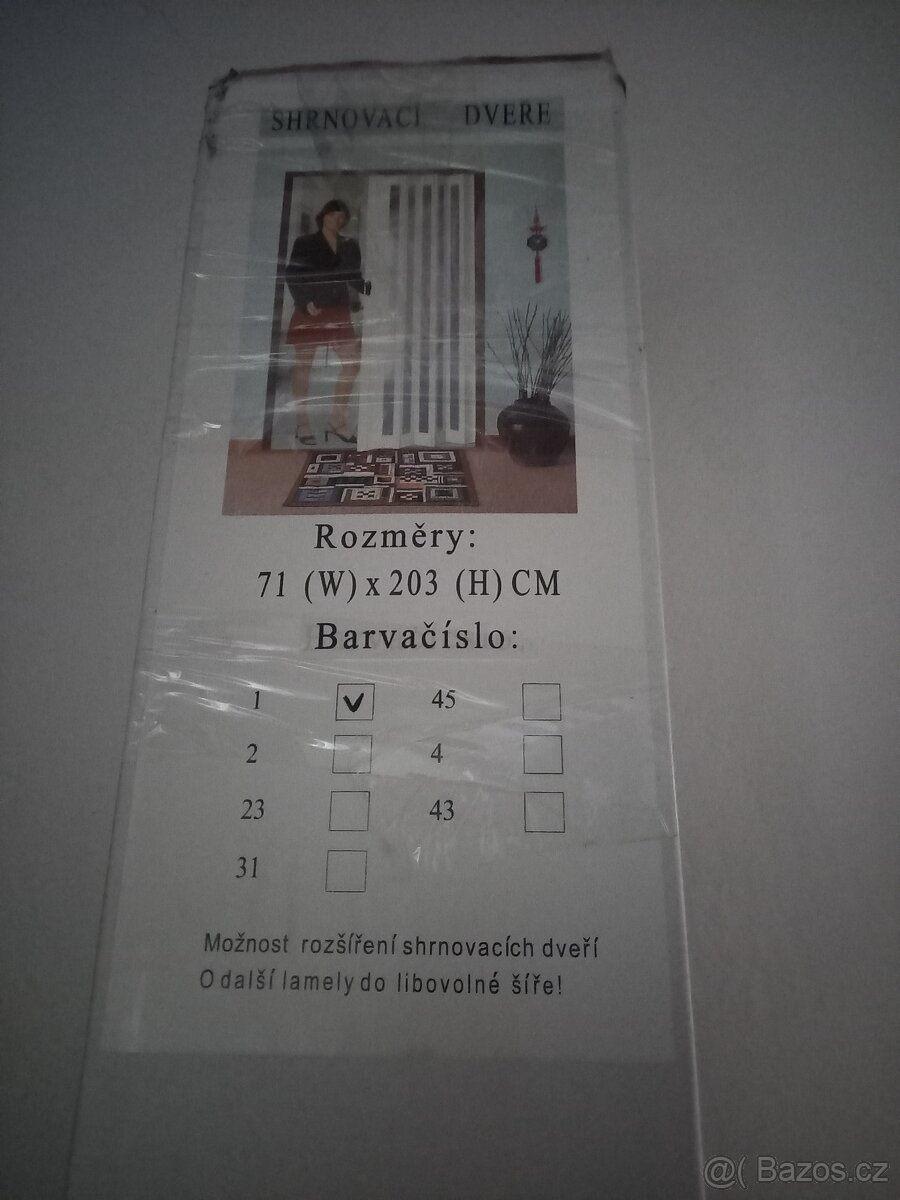 SHRNOVACÍ DVERE
Rozměry:
71 (W) x 203 (H) CM
Barvačíslo:
1 45
2 4
23 43
31
Možnost rozšíření shrnovacích dveří
O další lamely do libovolné šíře!
@( Bazos.cz